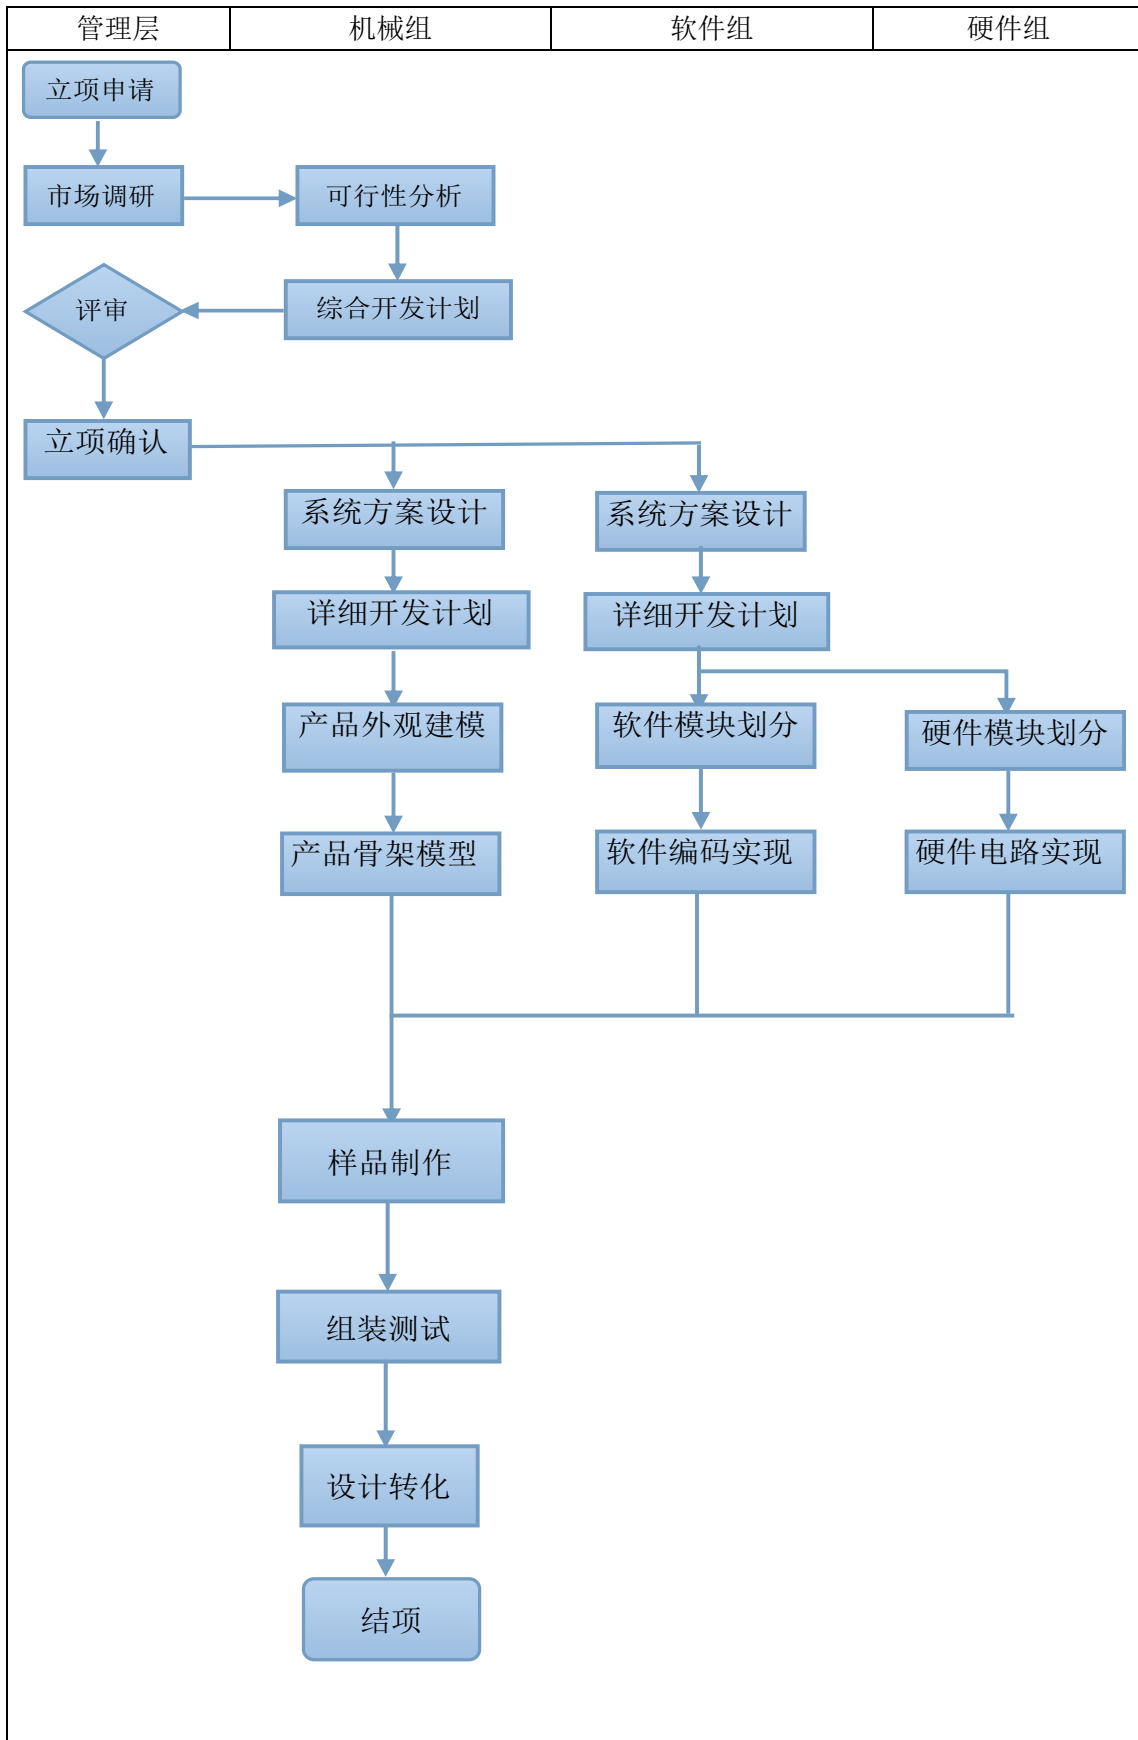 管理层
机械组
软件组
硬件组
立项申请
市场调研
可行性分析
综合开发计划
评审
立项确认
系统方案设计
系统方案设计
详细开发计划
详细开发计划
产品外观建模
软件模块划分
硬件模块划分
产品骨架模型
软件编码实现
硬件电路实现
样品制作
组装测试
设计转化
结项